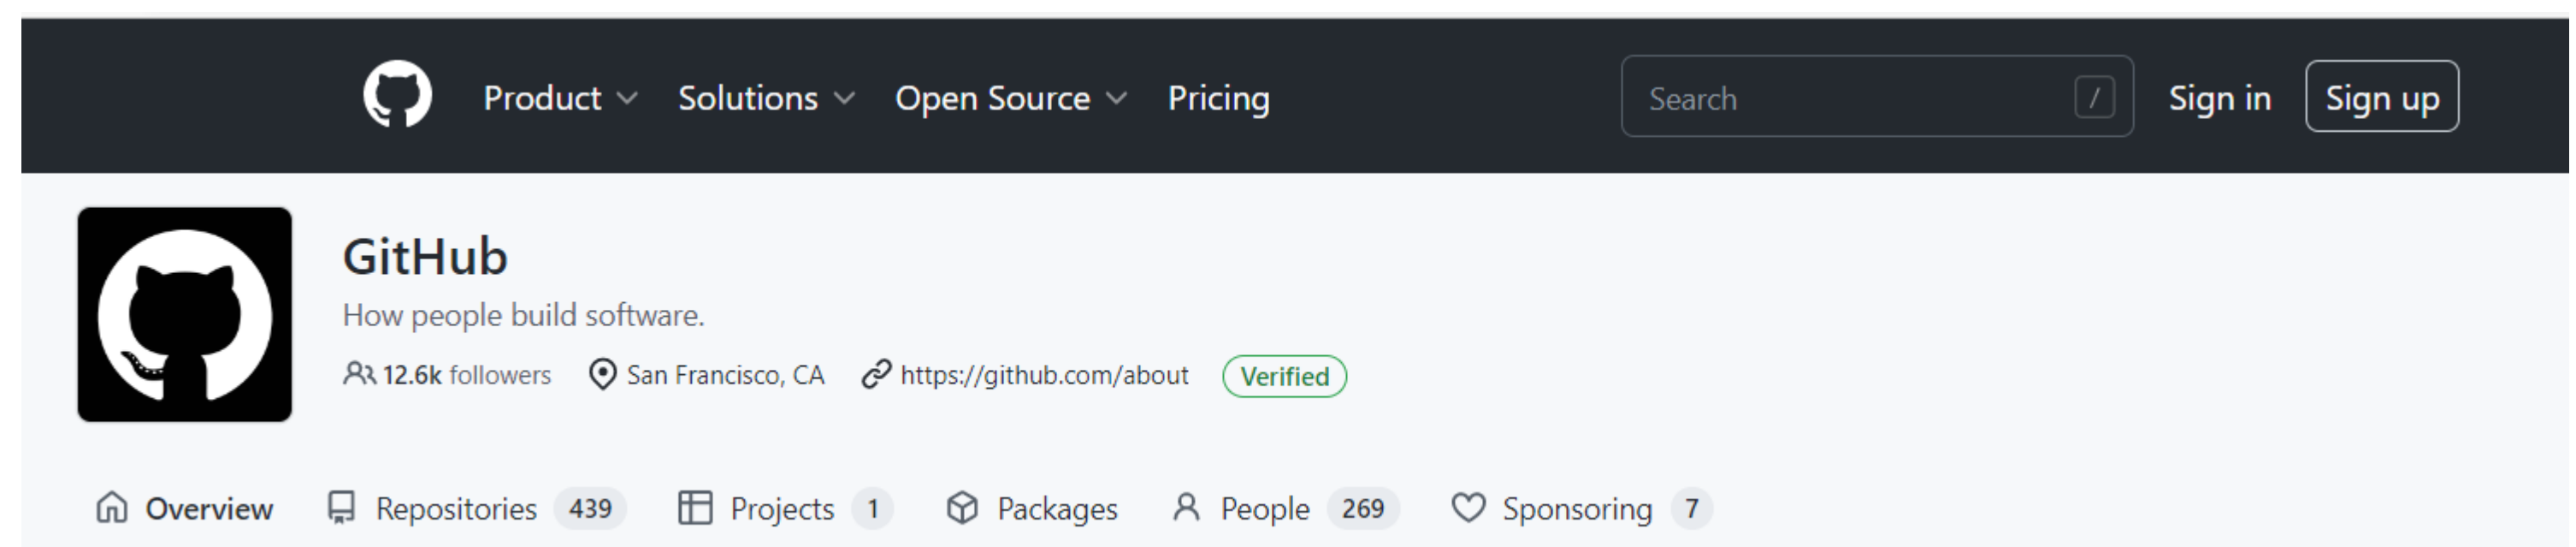 Product Solutions Open Source Pricing Search / Sign in Sign up
GitHub
How people build software.
12.6k followers San Francisco, CA https://github.com/about Verified
Overview Repositories 439 Projects 1 Packages People 269 Sponsoring 7